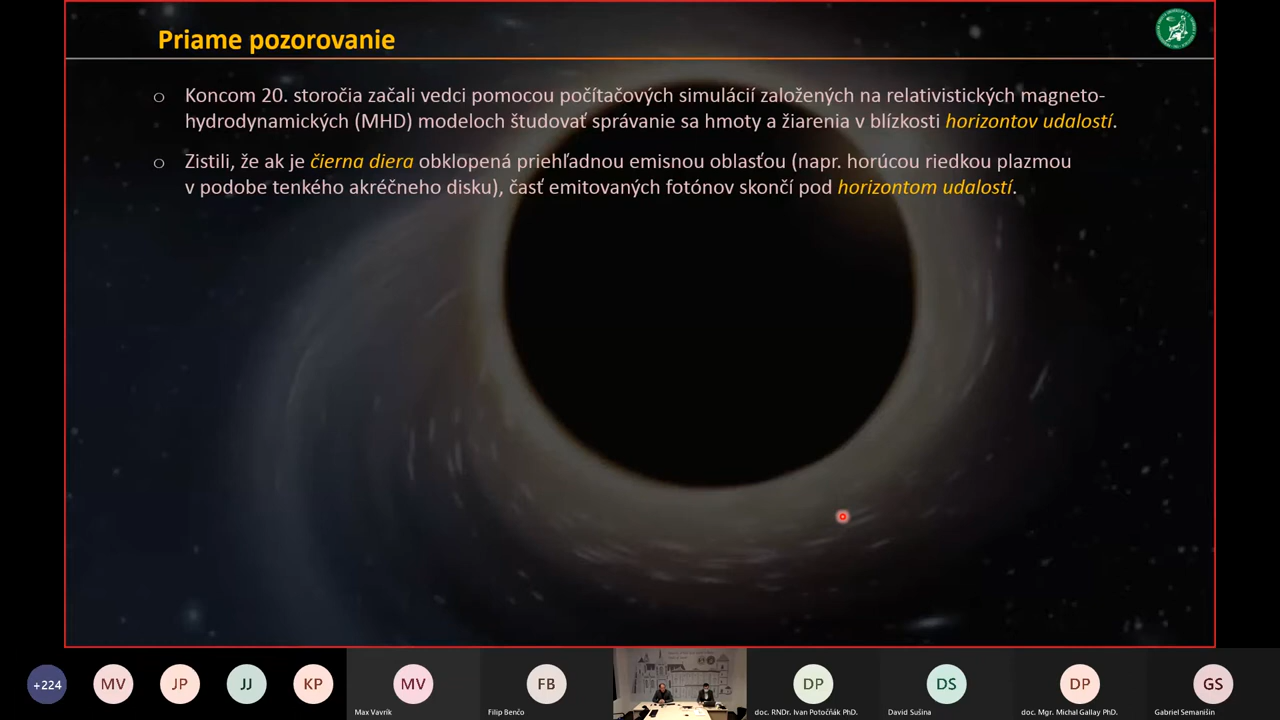 Priame pozorovanie
Koncom 20. storočia začali vedci pomocou počítačových simulácií založených na relativistických magneto-
hydrodynamických (MHD) modeloch študovať správanie sa hmoty a žiarenia v blízkosti horizontov udalostí.
Zistili, že ak je čierna diera obklopená priehľadnou emisnou oblasťou (napr. horúcou riedkou plazmou
v podobe tenkého akréčneho disku), časť emitovaných fotónov skončí pod horizontom udalostí.
+224
MV
JP
JJ
KP
MV
FB
DP
DS
DP
GS
Max Vavrík
Filip Benčo
doc. RNDr. Ivan Potočňák PhD.
David Sušina
doc. Mgr. Michal Gallay PhD.
Gabriel Semanišin